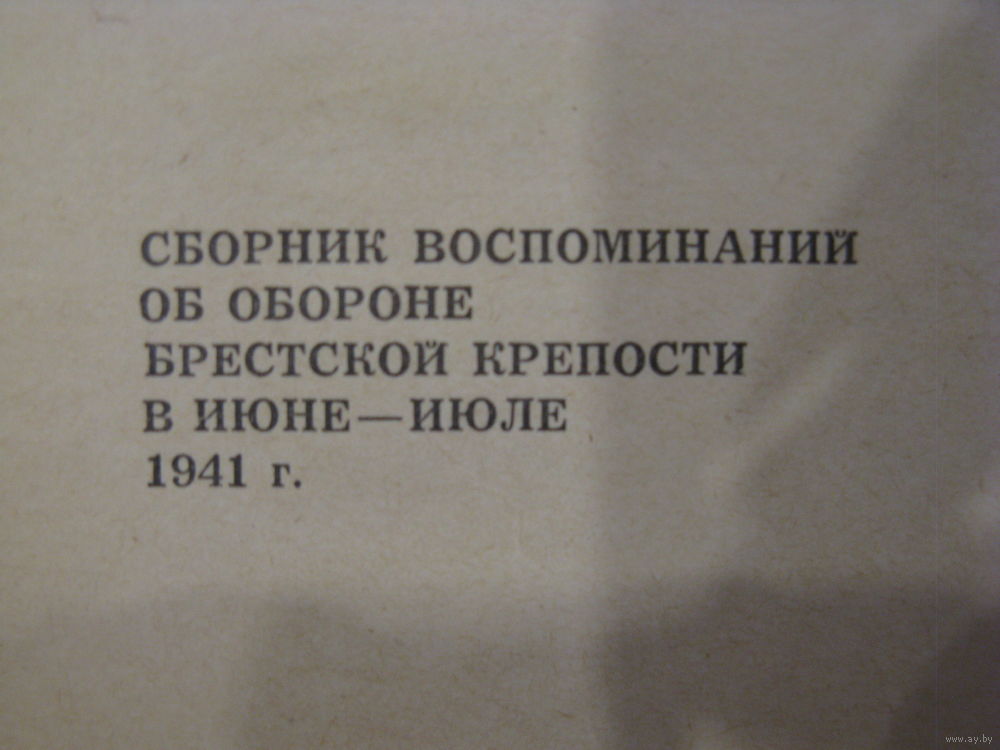 СБОРНИК ВОСПОМИНАНИЙ
ОБ ОБОРОНЕ
БРЕСТСКОЙ КРЕПОСТИ
В ИЮНЕ—ИЮЛЕ
1941 г.
www.ay.by